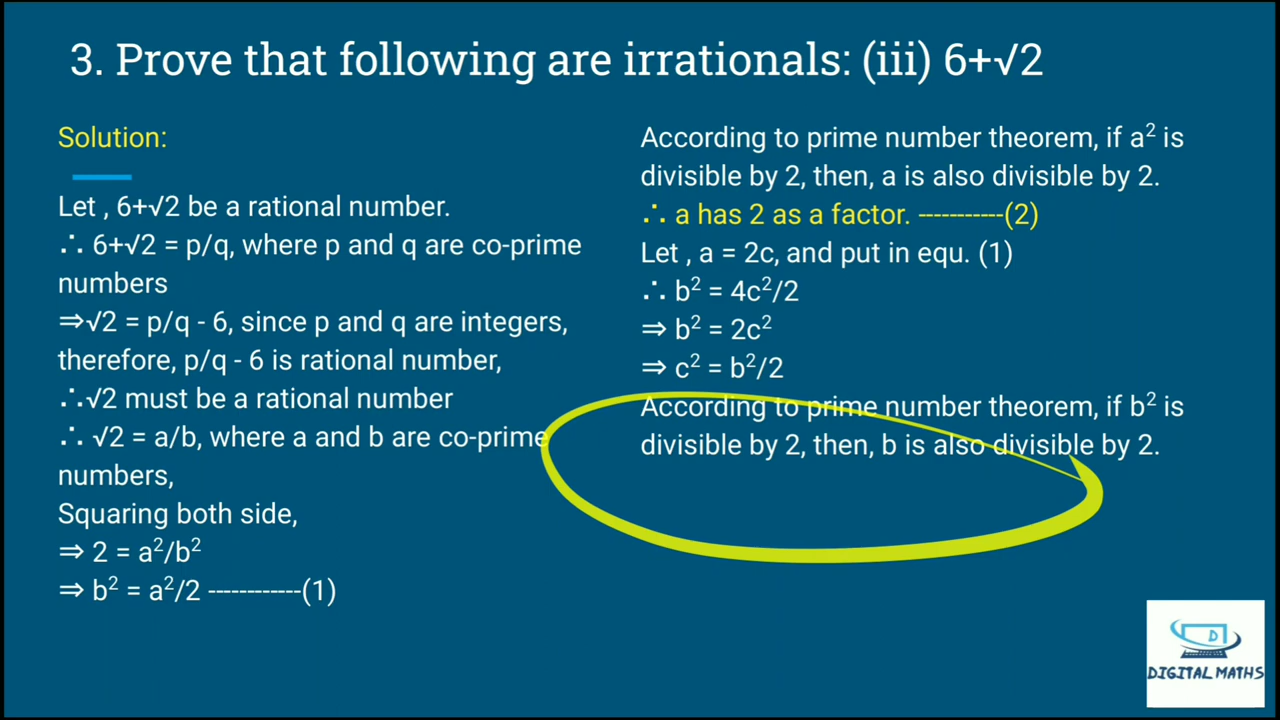 3. Prove that following are irrationals: (iii) 6+√2
Solution:
Let , 6+√2 be a rational number.
∴ 6+√2 = p/q, where p and q are co-prime
numbers
⇒√2 = p/q - 6, since p and q are integers,
therefore, p/q - 6 is rational number,
∴√2 must be a rational number
∴ √2 = a/b, where a and b are co-prime
numbers,
Squaring both side,
⇒ 2 = a²/b²
⇒ b² = a²/2 ------------(1)
According to prime number theorem, if a² is
divisible by 2, then, a is also divisible by 2.
∴ a has 2 as a factor. -----------(2)
Let , a = 2c, and put in equ. (1)
∴ b² = 4c²/2
⇒ b² = 2c²
⇒ c² = b²/2
According to prime number theorem, if b² is
divisible by 2, then, b is also divisible by 2.
D
DIGITAL MATHS